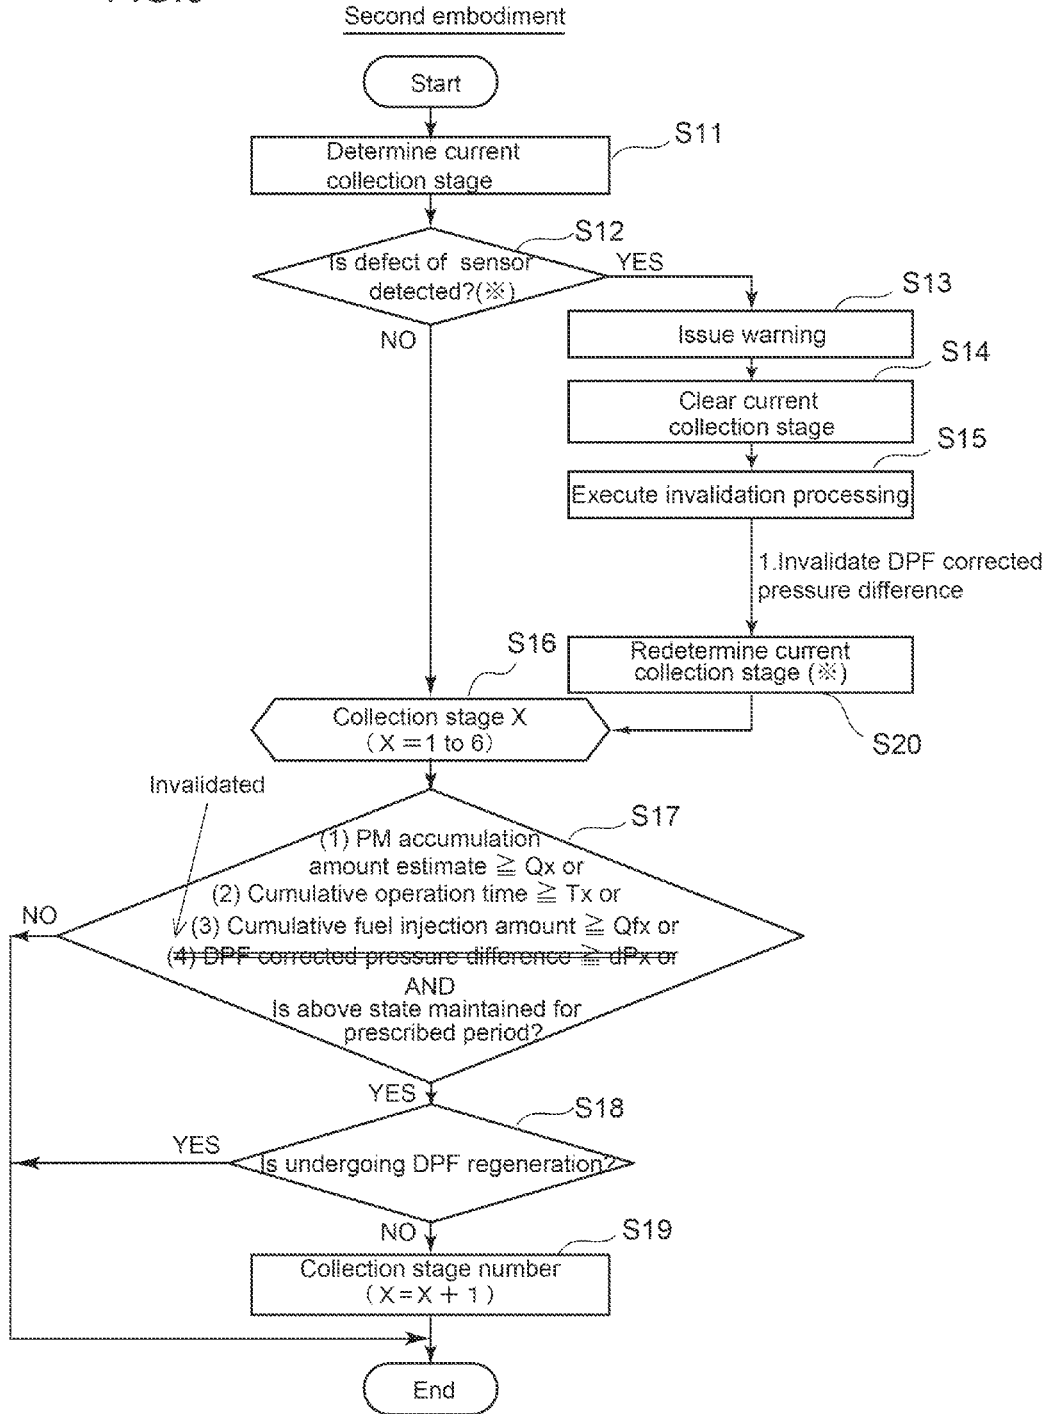 Second embodiment
Start
S11
Determine current
collection stage
S12
Is defect of sensor
detected?(※)
YES
NO
S13
Issue warning
S14
Clear current
collection stage
S15
Execute invalidation processing
1.Invalidate DPF corrected
pressure difference
S16
Redetermine current
collection stage (※)
S20
Collection stage X
(X=1 to 6)
Invalidated
S17
(1) PM accumulation
amount estimate ≧ Qx or
(2) Cumulative operation time ≧ Tx or
(3) Cumulative fuel injection amount ≧ Qfx or
(4) DPF corrected pressure difference ≧ dPx or
AND
Is above state maintained for
prescribed period?
NO
YES
S18
YES
Is undergoing DPF regeneration?
NO
S19
Collection stage number
(X=X+1)
End